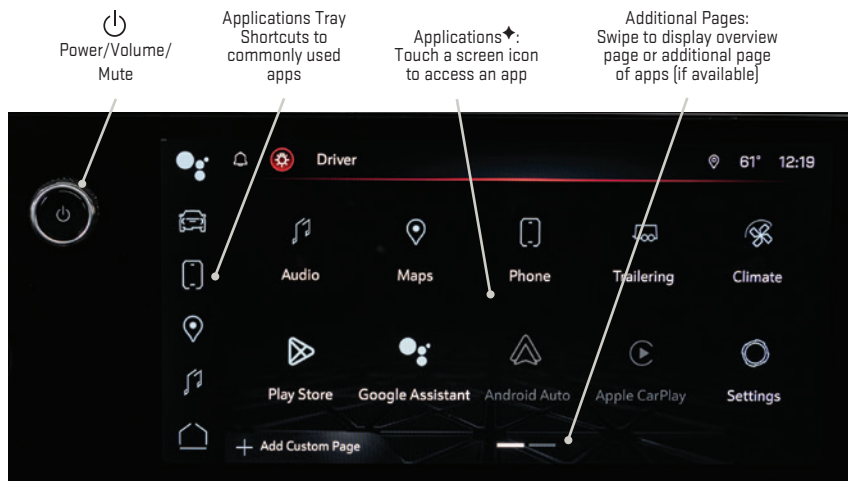 Power/Volume/
Mute
Applications Tray
Shortcuts to
commonly used
apps
Applications✦:
Touch a screen icon
to access an app
Additional Pages:
Swipe to display overview
page or additional page
of apps (if available)
Driver
61° 12:19
Audio Maps Phone Trailering Climate
Play Store Google Assistant Android Auto Apple CarPlay Settings
+ Add Custom Page